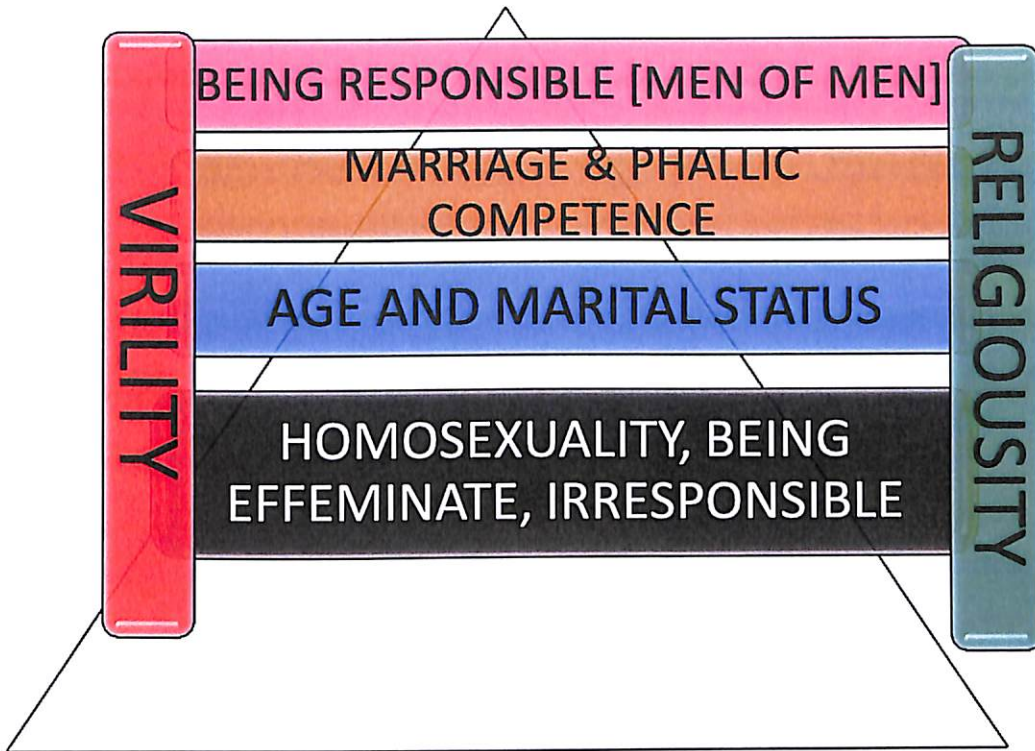 VIRILITY
BEING RESPONSIBLE [MEN OF MEN]
MARRIAGE & PHALLIC
COMPETENCE
AGE AND MARITAL STATUS
HOMOSEXUALITY, BEING
EFFEMINATE, IRRESPONSIBLE
RELIGIOUSITY